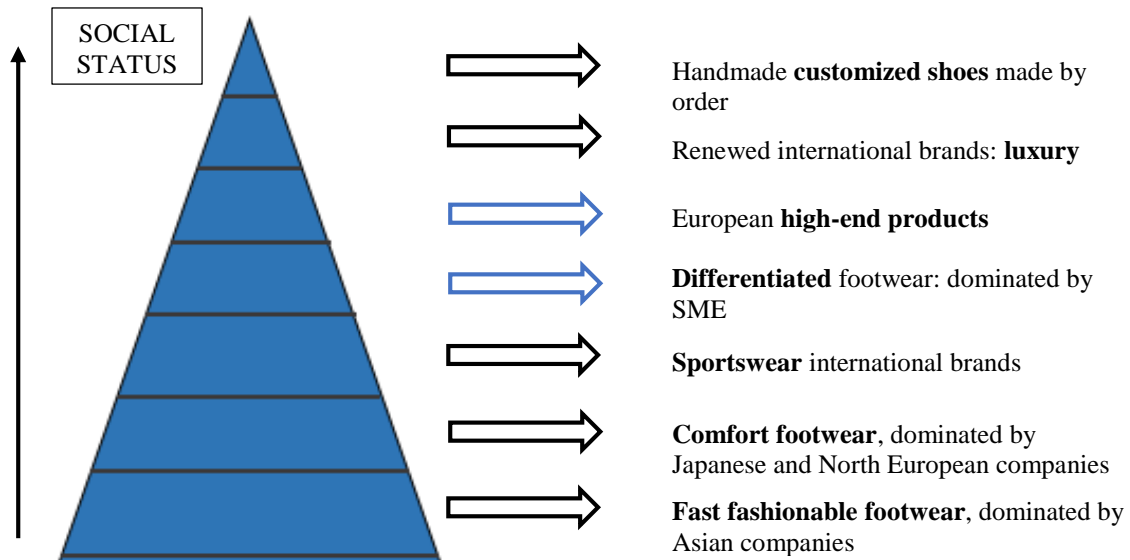 SOCIAL
STATUS
Handmade customized shoes made by
order
Renewed international brands: luxury
European high-end products
Differentiated footwear: dominated by
SME
Sportswear international brands
Comfort footwear, dominated by
Japanese and North European companies
Fast fashionable footwear, dominated by
Asian companies